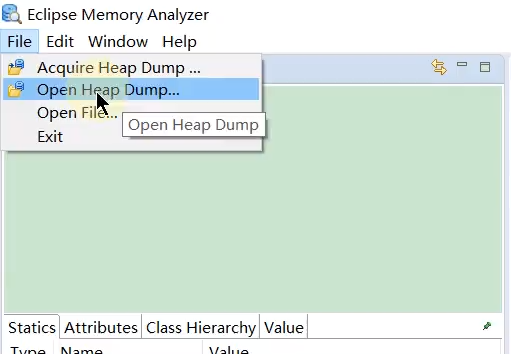 Eclipse Memory Analyzer
File Edit Window Help
Acquire Heap Dump ...
Open Heap Dump...
Open File...
Open Heap Dump
Exit
Statics Attributes Class Hierarchy Value
Type Name Value